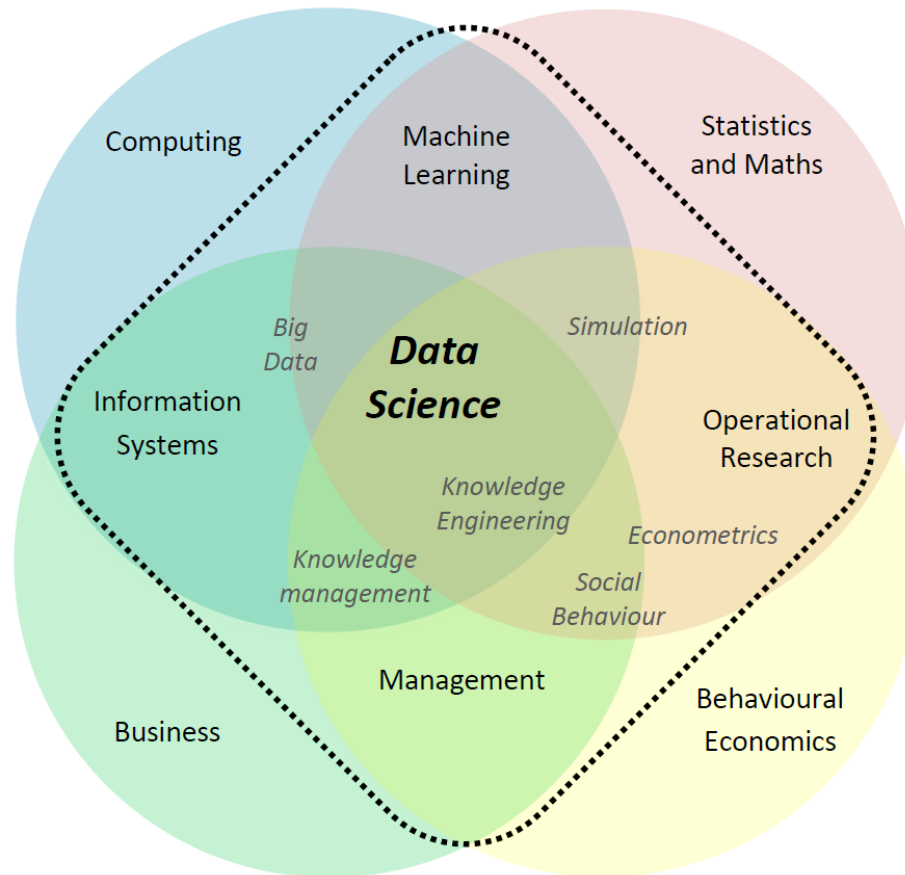 Computing
Machine
Learning
Statistics
and Maths
Big
Data
Data
Science
Simulation
Information
Systems
Operational
Research
Knowledge
Engineering
Econometrics
Knowledge
management
Social
Behaviour
Management
Business
Behavioural
Economics